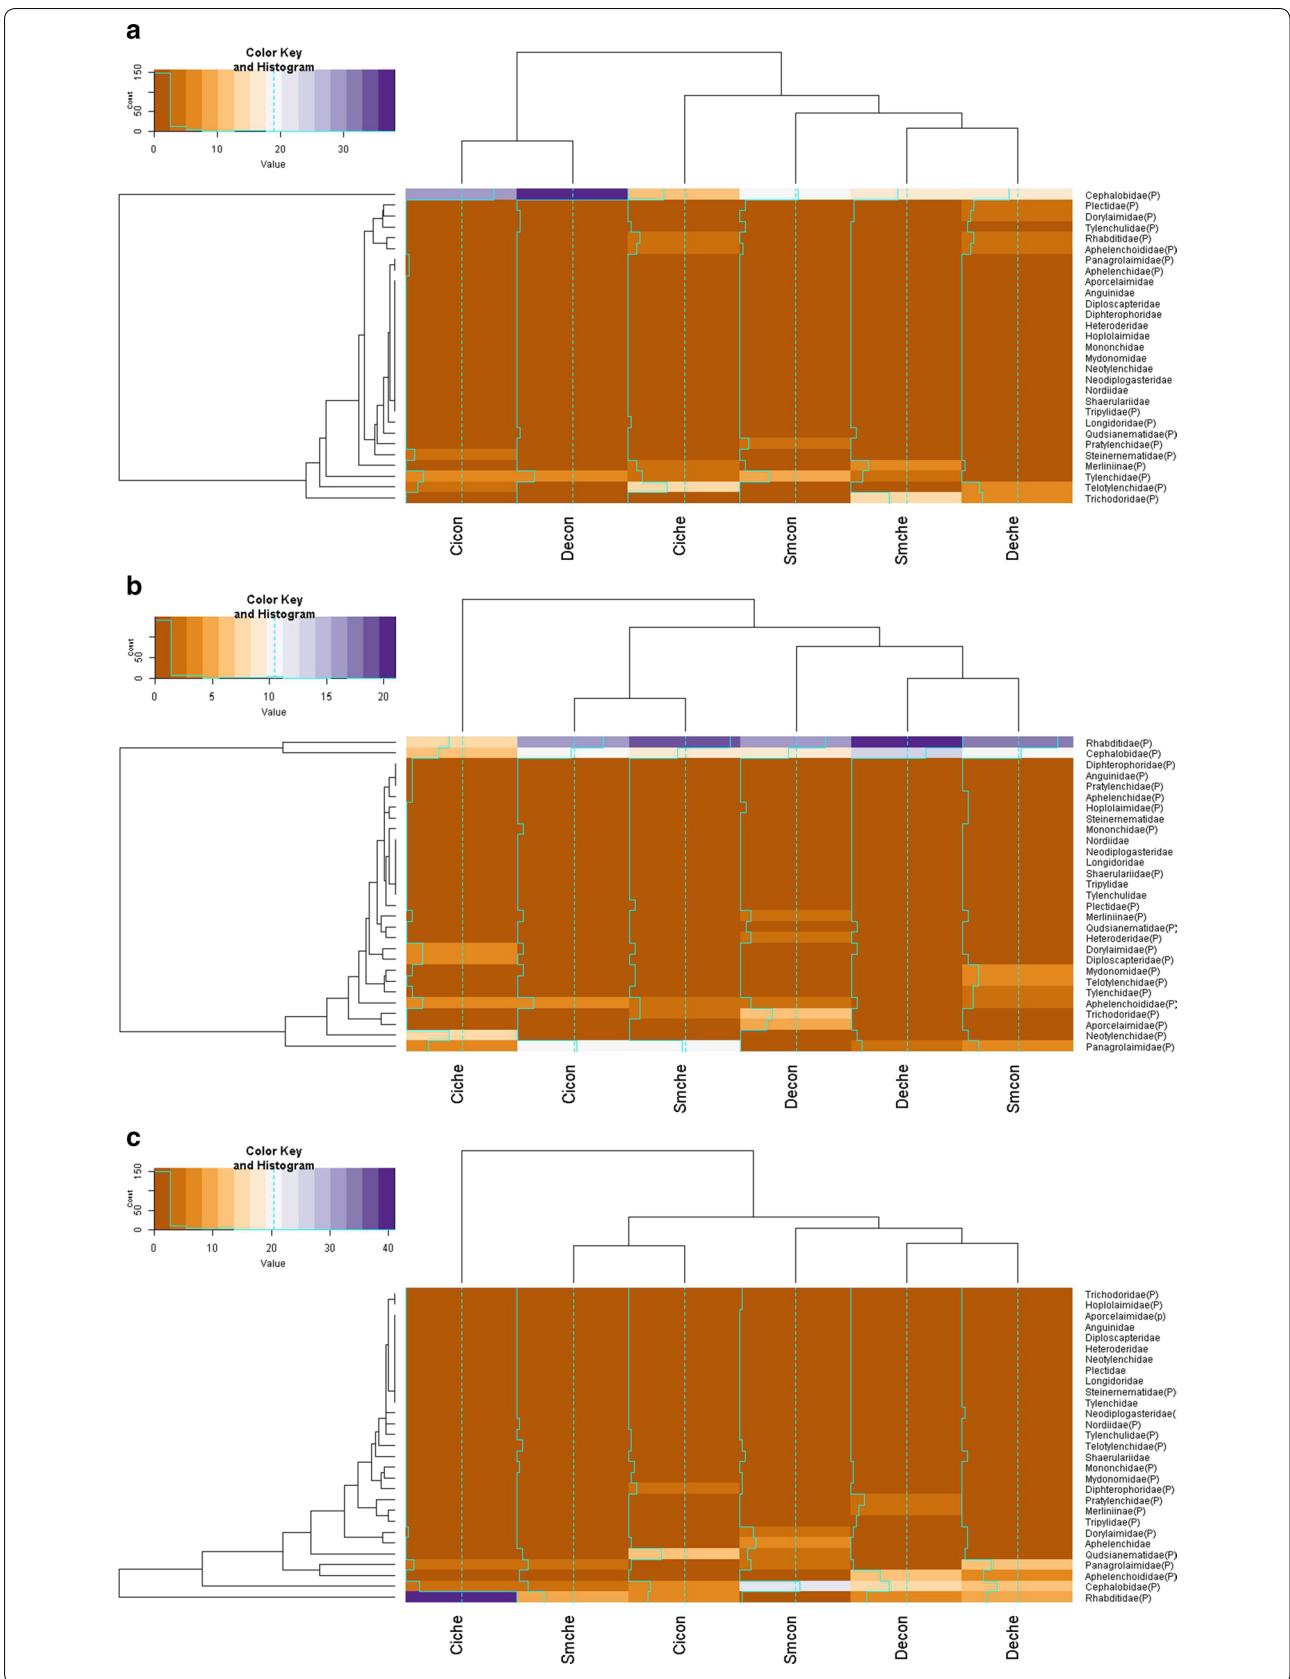 a
Color Key
and Histogram
Count
0 50 150
0 10 20 30
Value
Cephalobidae(P)
Plectidae(P)
Dorylaimidae(P)
Tylenchulidae(P)
Rhabditidae(P)
Aphelenchoididae(P)
Panagrolaimidae(P)
Aphelenchidae(P)
Aporcelaimidae
Anguinidae
Diploscapteridae
Diphterophoridae
Heteroderidae
Hoplolaimidae
Mononchidae
Mydonomidae
Neotylenchidae
Neodiplogasteridae
Nordiidae
Shaerulariidae
Tripylidae(P)
Longidoridae(P)
Qudsianematidae(P)
Pratylenchidae(P)
Steinernematidae(P)
Merliniinae(P)
Tylenchidae(P)
Telotylenchidae(P)
Trichodoridae(P)
Cicon Decon Ciche Smcon Smche Deche
b
Color Key
and Histogram
Count
0 50
0 5 10 15 20
Value
Rhabditidae(P)
Cephalobidae(P)
Diphterophoridae(P)
Anguinidae(P)
Pratylenchidae(P)
Aphelenchidae(P)
Hoplolaimidae(P)
Steinernematidae
Mononchidae(P)
Nordiidae
Neodiplogasteridae
Longidoridae
Shaerulariidae(P)
Tripylidae
Tylenchulidae
Plectidae(P)
Merliniinae(P)
Qudsianematidae(P)
Heteroderidae(P)
Dorylaimidae(P)
Diploscapteridae(P)
Mydonomidae(P)
Telotylenchidae(P)
Tylenchidae(P)
Aphelenchoididae(P)
Trichodoridae(P)
Aporcelaimidae(P)
Neotylenchidae(P)
Panagrolaimidae(P)
Ciche Cicon Smche Decon Deche Smcon
c
Color Key
and Histogram
Count
0 50 150
0 10 20 30 40
Value
Trichodoridae(P)
Hoplolaimidae(P)
Aporcelaimidae(p)
Anguinidae
Diploscapteridae
Heteroderidae
Neotylenchidae
Plectidae
Longidoridae
Steinernematidae(P)
Tylenchidae
Neodiplogasteridae(
Nordiidae(P)
Tylenchulidae(P)
Telotylenchidae(P)
Shaerulariidae
Mononchidae(P)
Mydonomidae(P)
Diphterophoridae(P)
Pratylenchidae(P)
Merliniinae(P)
Tripylidae(P)
Dorylaimidae(P)
Aphelenchidae
Qudsianematidae(P)
Panagrolaimidae(P)
Aphelenchoididae(P)
Cephalobidae(P)
Rhabditidae(P)
Ciche Smche Cicon Smcon Decon Deche